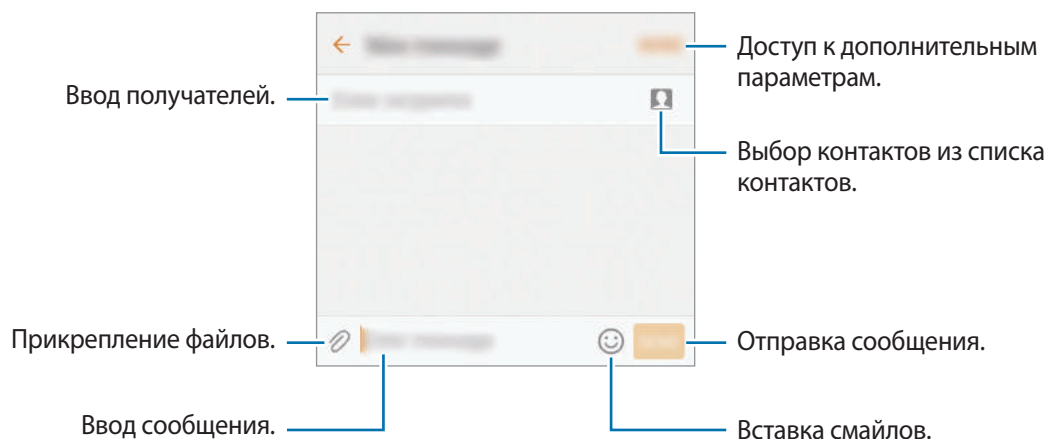 Доступ к дополнительным
параметрам.
Ввод получателей.
Выбор контактов из списка
контактов.
Прикрепление файлов.
Отправка сообщения.
Ввод сообщения.
Вставка смайлов.